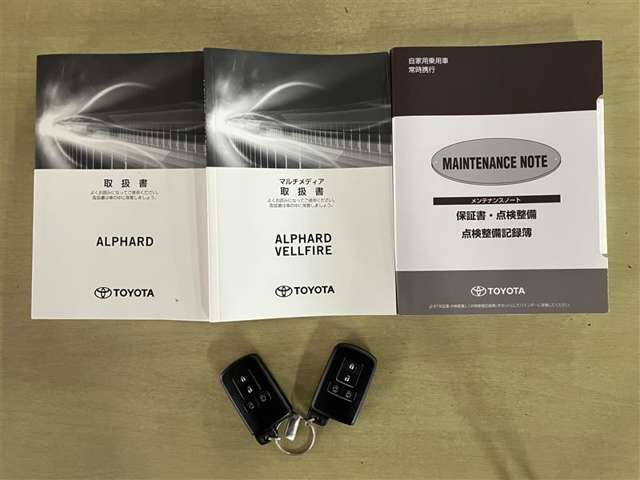 取扱書
よくお読みになってご使用ください。
取扱書は車の中に保管しましょう。
ALPHARD
TOYOTA
マルチメディア
取扱書
よくお読みになってご使用ください。
取扱書は車の中に保管しましょう。
ALPHARD
VELLFIRE
TOYOTA
自家用乗用車
常時携行
MAINTENANCE NOTE
メンテナンスノート
保証書・点検整備
点検整備記録簿
TOYOTA